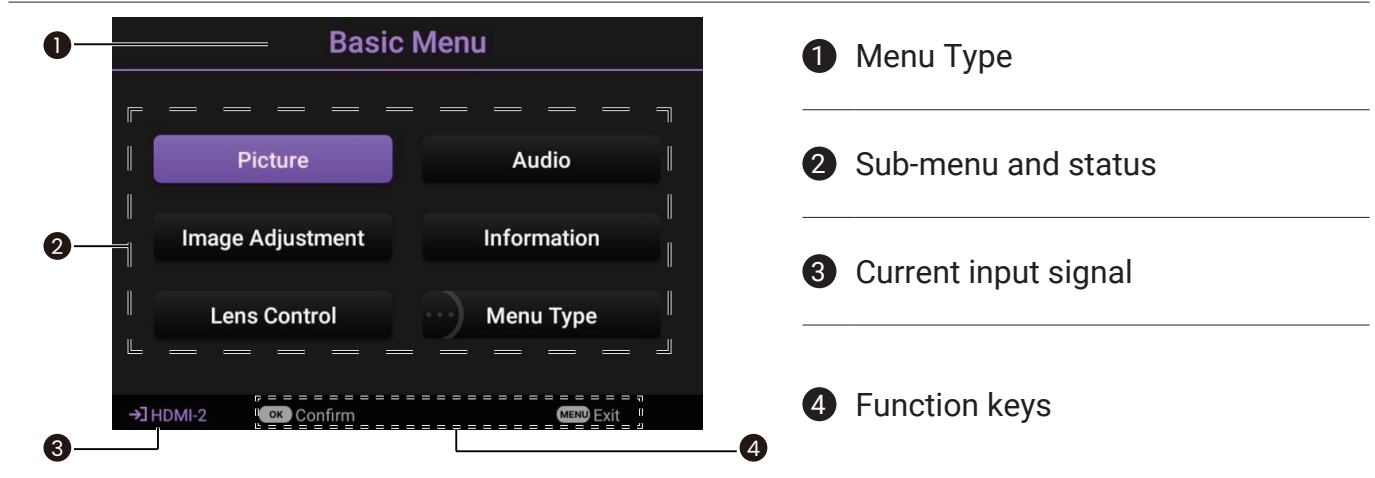 1 Basic Menu
Picture Audio
2 Image Adjustment Information
Lens Control ... Menu Type
HDMI-2 OK Confirm MENU Exit
3 4
1 Menu Type
2 Sub-menu and status
3 Current input signal
4 Function keys